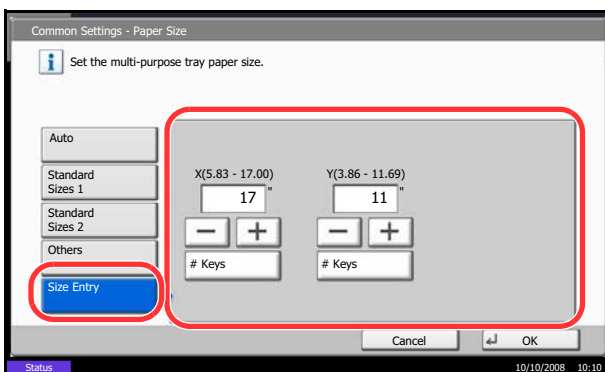 Common Settings - Paper Size
Set the multi-purpose tray paper size.
Auto
Standard
Sizes 1
Standard
Sizes 2
Others
Size Entry
X(5.83 - 17.00)
17 "
# Keys
Y(3.86 - 11.69)
11 "
# Keys
Cancel
OK
Status
10/10/2008 10:10